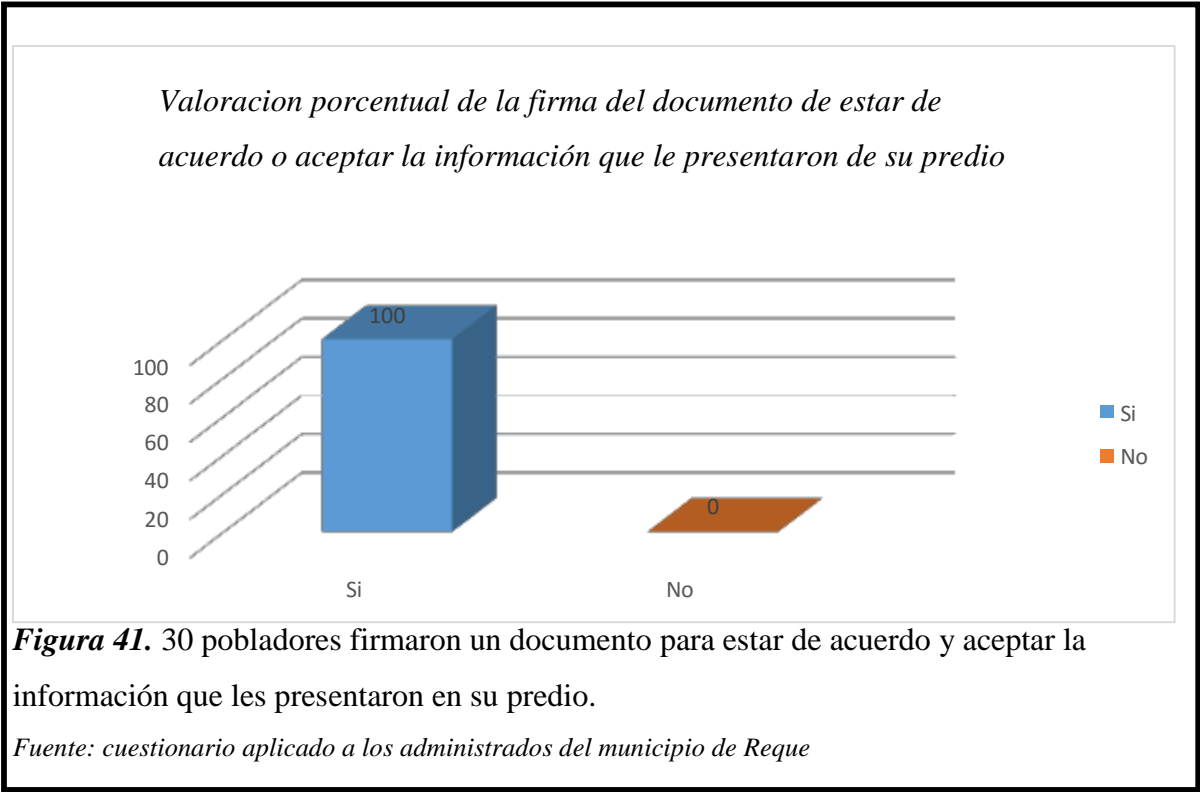 Valoracion porcentual de la firma del documento de estar de
acuerdo o aceptar la información que le presentaron de su predio
100
100
80
60
40
20
0
0
Si
No
Si
No
Figura 41. 30 pobladores firmaron un documento para estar de acuerdo y aceptar la
información que les presentaron en su predio.
Fuente: cuestionario aplicado a los administrados del municipio de Reque